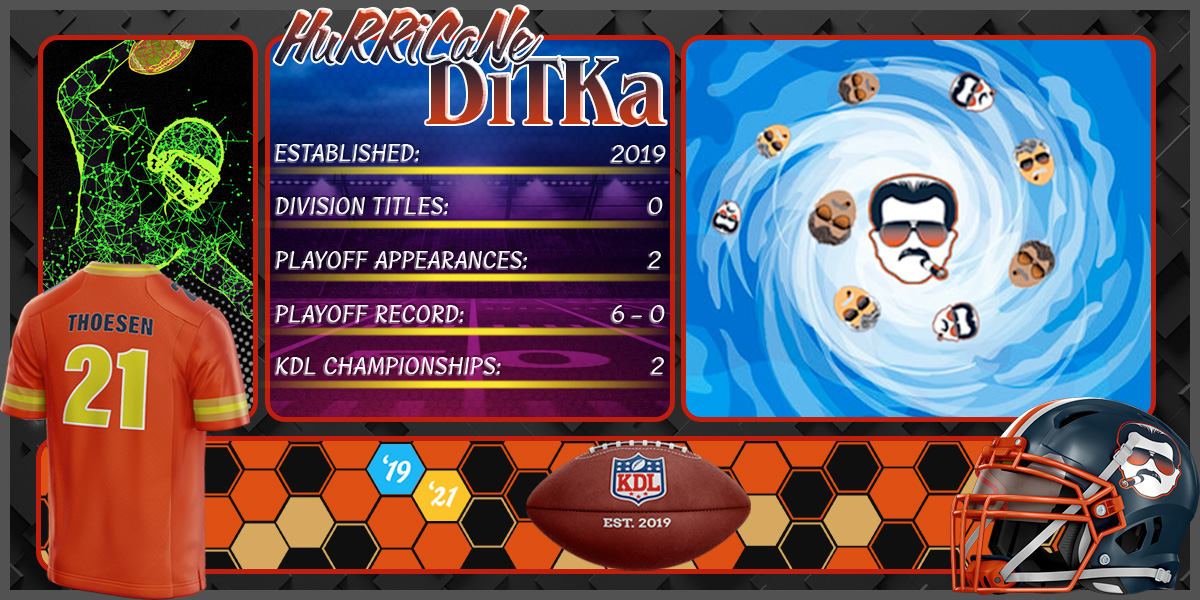 HuRRiCaNe
DiTKa
ESTABLISHED: 2019
DIVISION TITLES: 0
PLAYOFF APPEARANCES: 2
PLAYOFF RECORD: 6 - 0
KDL CHAMPIONSHIPS: 2
THOESEN
21
'19
'21
KDL
EST. 2019